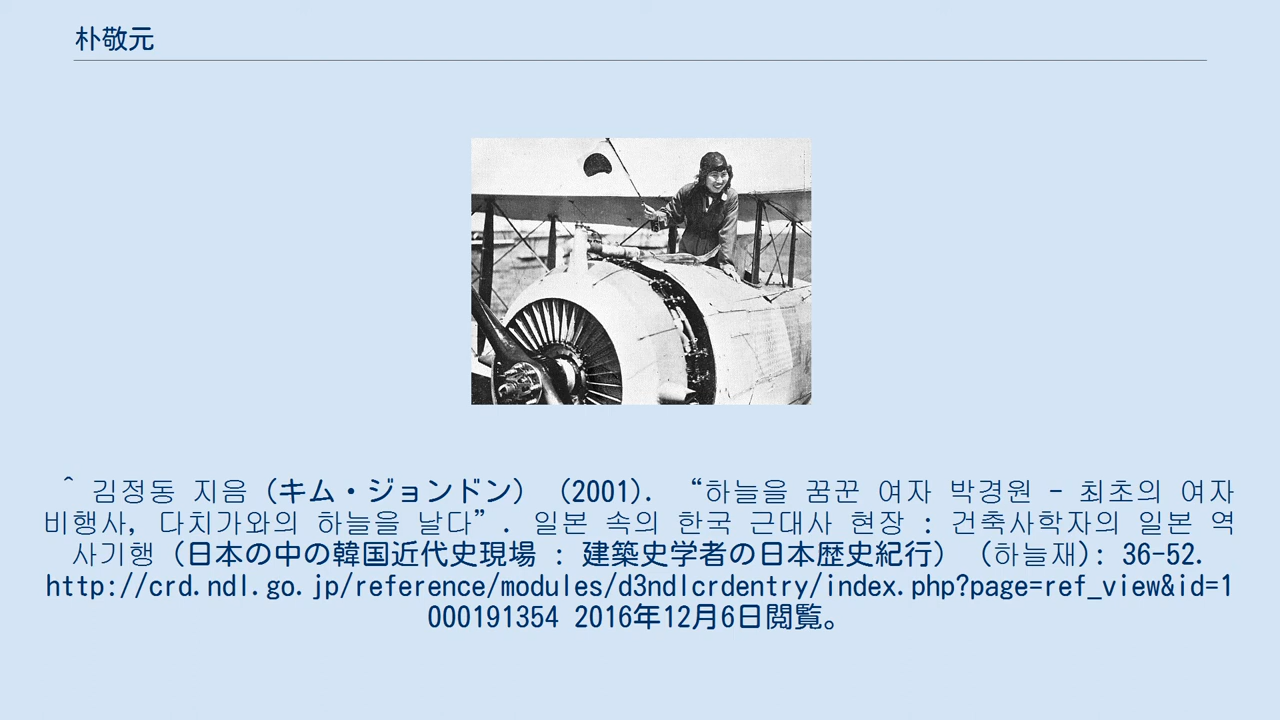 朴敬元
^ 김정동 지음 (キム・ジョンドン) (2001). “하늘을 꿈꾼 여자 박경원 - 최초의 여자
비행사, 다치가와의 하늘을 날다”. 일본 속의 한국 근대사 현장 : 건축사학자의 일본 역
사기행 (日本の中の韓国近代史現場 : 建築史学者の日本歴史紀行) (하늘재): 36-52.
http://crd.ndl.go.jp/reference/modules/d3ndlcrdentry/index.php?page=ref_view&id=1
000191354 2016年12月6日閲覧。